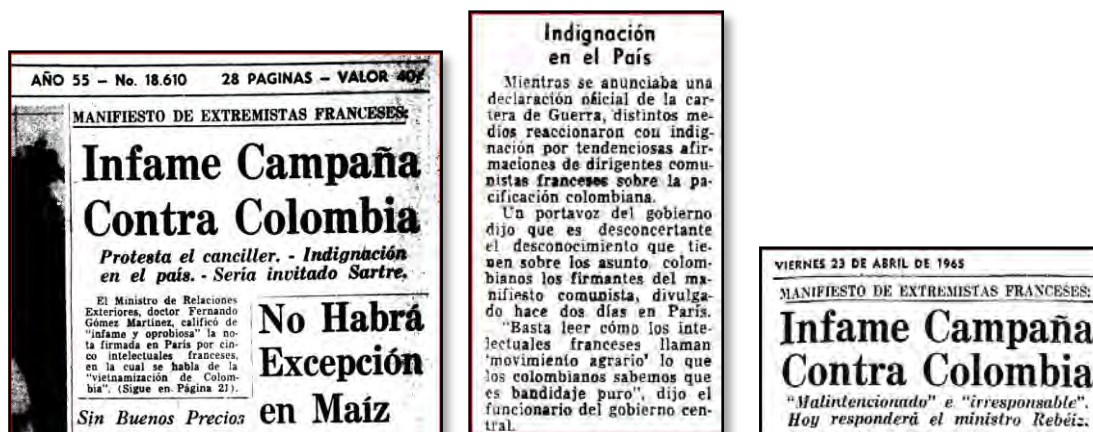 AÑO 55 – No. 18.610 28 PAGINAS – VALOR 40¢
MANIFIESTO DE EXTREMISTAS FRANCESES:
Infame Campaña
Contra Colombia
Protesta el canciller. - Indignación
en el país. - Sería invitado Sartre.
El Ministro de Relaciones
Exteriores, doctor Fernando
Gómez Martínez, calificó de
"infame y oprobiosa" la no-
ta firmada en París por cin-
co intelectuales franceses,
en la cual se habla de la
"vietnamización de Colom-
bia". (Sigue en Página 21).
No Habrá
Excepción
en Maíz
Sin Buenos Precios
Indignación
en el País
Mientras se anunciaba una
declaración oficial de la car-
tera de Guerra, distintos me-
dios reaccionaron con indig-
nación por tendenciosas afir-
maciones de dirigentes comu-
nistas franceses sobre la pa-
cificación colombiana.
Un portavoz del gobierno
dijo que es desconcertante
el desconocimiento que tie-
nen sobre los asunto colom-
bianos los firmantes del ma-
nifiesto comunista, divulga-
do hace dos días en París.
"Basta leer cómo los inte-
lectuales franceses llaman
'movimiento agrario' lo que
los colombianos sabemos que
es bandidaje puro", dijo el
funcionario del gobierno cen-
tral.
VIERNES 23 DE ABRIL DE 1965
MANIFIESTO DE EXTREMISTAS FRANCESES:
Infame Campaña
Contra Colombia
"Malintencionado" e "irresponsable".
Hoy responderá el ministro Rebéiz.